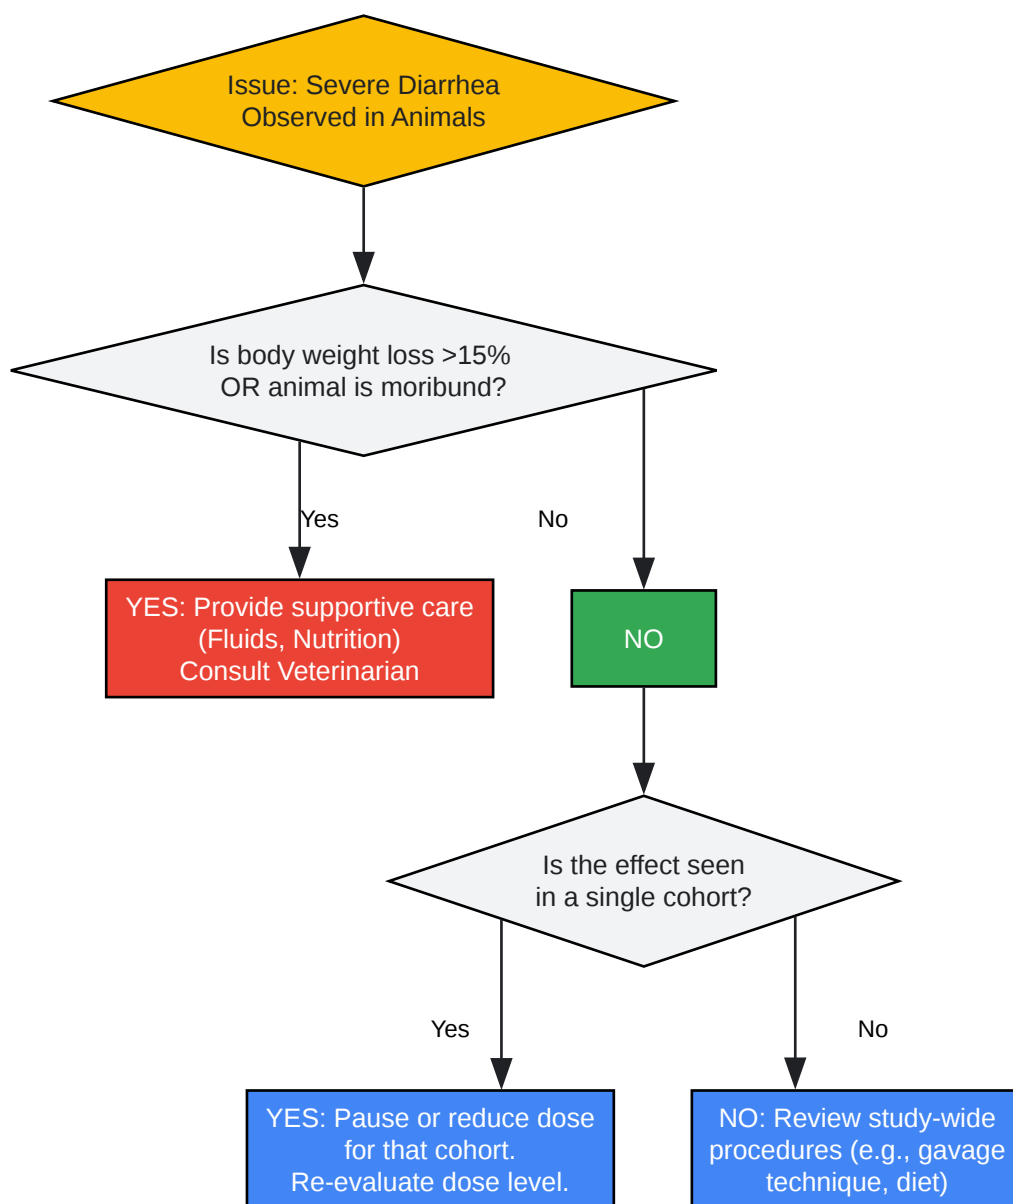 Issue: Severe Diarrhea
Observed in Animals
Is body weight loss >15%
OR animal is moribund?
Yes
No
YES: Provide supportive care
(Fluids, Nutrition)
Consult Veterinarian
NO
Is the effect seen
in a single cohort?
Yes
No
YES: Pause or reduce dose
for that cohort.
Re-evaluate dose level.
NO: Review study-wide
procedures (e.g., gavage
technique, diet)